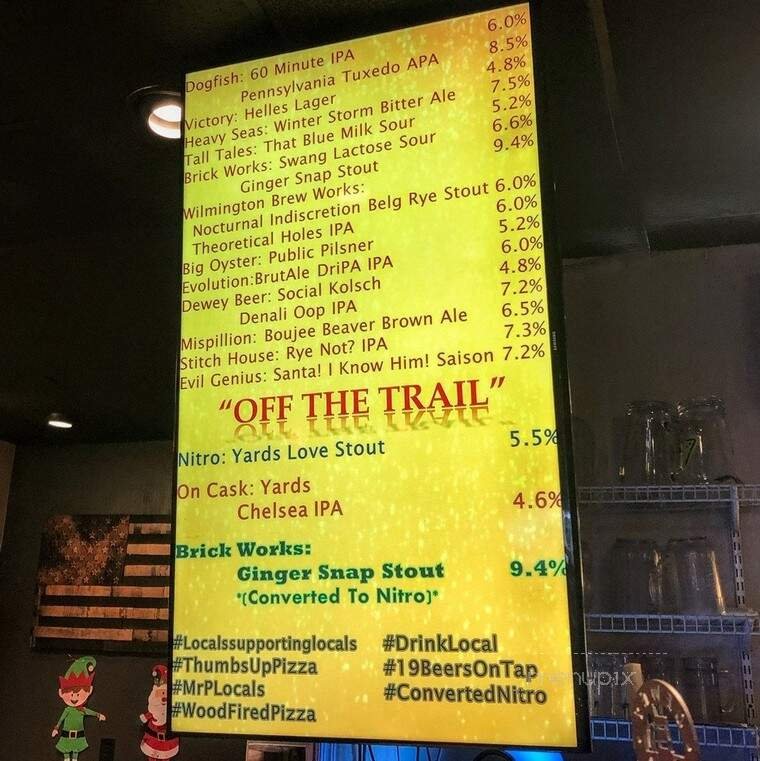 Dogfish: 60 Minute IPA 6.0%
Pennsylvania Tuxedo APA 8.5%
Victory: Helles Lager 4.8%
Heavy Seas: Winter Storm Bitter Ale 7.5%
Tall Tales: That Blue Milk Sour 5.2%
Brick Works: Swang Lactose Sour 6.6%
Ginger Snap Stout 9.4%
Wilmington Brew Works:
Nocturnal Indiscretion Belg Rye Stout 6.0%
Theoretical Holes IPA 6.0%
Big Oyster: Public Pilsner 5.2%
Evolution:BrutAle DriPA IPA 6.0%
Dewey Beer: Social Kolsch 4.8%
Denali Oop IPA 7.2%
Mispillion: Boujee Beaver Brown Ale 6.5%
Stitch House: Rye Not? IPA 7.3%
Evil Genius: Santa! I Know Him! Saison 7.2%
"OFF THE TRAIL"
Nitro: Yards Love Stout 5.5%
On Cask: Yards
Chelsea IPA 4.6%
Brick Works:
Ginger Snap Stout 9.4%
*(Converted To Nitro)*
#Localssupportinglocals #DrinkLocal
#ThumbsUpPizza #19BeersOnTap
#MrPLocals #ConvertedNitro
#WoodFiredPizza